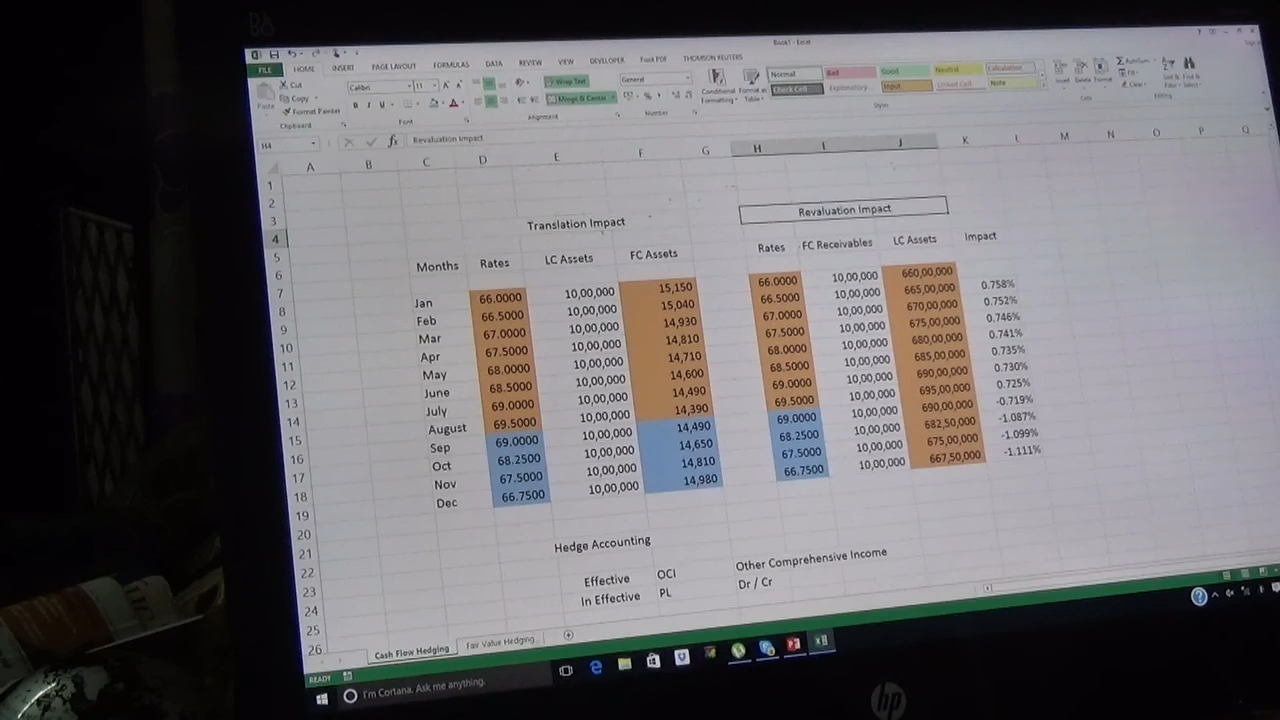 B&O
Book1 - Excel
FILE HOME INSERT PAGE LAYOUT FORMULAS DATA REVIEW VIEW DEVELOPER Foxit PDF THOMSON REUTERS
Cut
Copy
Format Painter
Paste
Clipboard
Calibri 11
B I U
Font
Wrap Text
Merge & Center
Alignment
General
Number
Conditional Formatting
Format as Table
Normal Bad Good Neutral Calculation
Check Cell Explanatory Input Linked Cell Note
Styles
Insert Delete Format
Cells
AutoSum
Fill
Clear
Sort & Filter
Find & Select
Editing
H4 fx Revaluation Impact
A B C D E F G H I J K L M N O P Q
1
2
3
4
5
6
7
8
9
10
11
12
13
14
15
16
17
18
19
20
21
22
23
24
25
26
Translation Impact Revaluation Impact
Months Rates LC Assets FC Assets Rates FC Receivables LC Assets Impact
Jan 66.0000 10,00,000 15,150 66.0000 10,00,000 660,00,000
Feb 66.5000 10,00,000 15,040 66.5000 10,00,000 665,00,000 0.758%
Mar 67.0000 10,00,000 14,930 67.0000 10,00,000 670,00,000 0.752%
Apr 67.5000 10,00,000 14,810 67.5000 10,00,000 675,00,000 0.746%
May 68.0000 10,00,000 14,710 68.0000 10,00,000 680,00,000 0.741%
June 68.5000 10,00,000 14,600 68.5000 10,00,000 685,00,000 0.735%
July 69.0000 10,00,000 14,490 69.0000 10,00,000 690,00,000 0.730%
August 69.5000 10,00,000 14,390 69.5000 10,00,000 695,00,000 0.725%
Sep 69.0000 10,00,000 14,490 69.0000 10,00,000 690,00,000 -0.719%
Oct 68.2500 10,00,000 14,650 68.2500 10,00,000 682,50,000 -1.087%
Nov 67.5000 10,00,000 14,810 67.5000 10,00,000 675,00,000 -1.099%
Dec 66.7500 10,00,000 14,980 66.7500 10,00,000 667,50,000 -1.111%
Hedge Accounting
Effective OCI Other Comprehensive Income
In Effective PL Dr / Cr
Cash Flow Hedging Fair Value Hedging
READY
I'm Cortana. Ask me anything.
hp